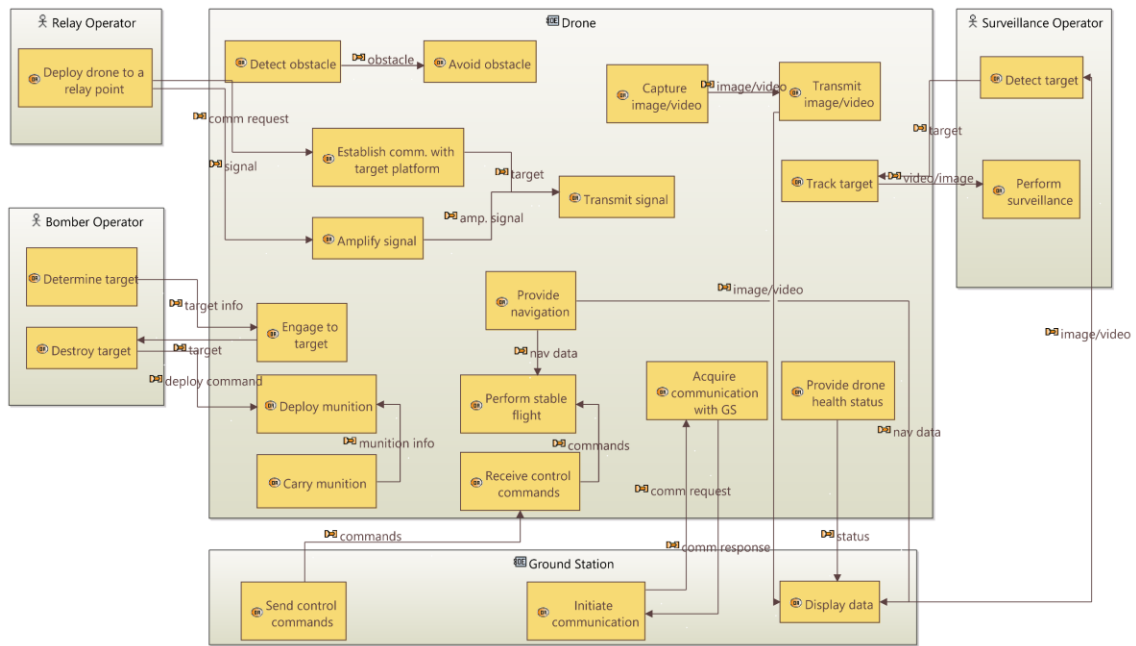 Relay Operator
Deploy drone to a
relay point
Drone
Detect obstacle
obstacle
Avoid obstacle
Capture
image/video
image/video
Transmit
image/video
Surveillance Operator
Detect target
comm request
signal
Establish comm. with
target platform
target
Transmit signal
amp. signal
Amplify signal
target
Track target
video/image
Perform
surveillance
Bomber Operator
Determine target
target info
Engage to
target
Destroy target
target
deploy command
Deploy munition
munition info
Carry munition
Provide
navigation
image/video
image/video
nav data
Perform stable
flight
commands
Receive control
commands
Acquire
communication
with GS
Provide drone
health status
nav data
comm request
commands
comm response
status
Ground Station
Send control
commands
Initiate
communication
Display data